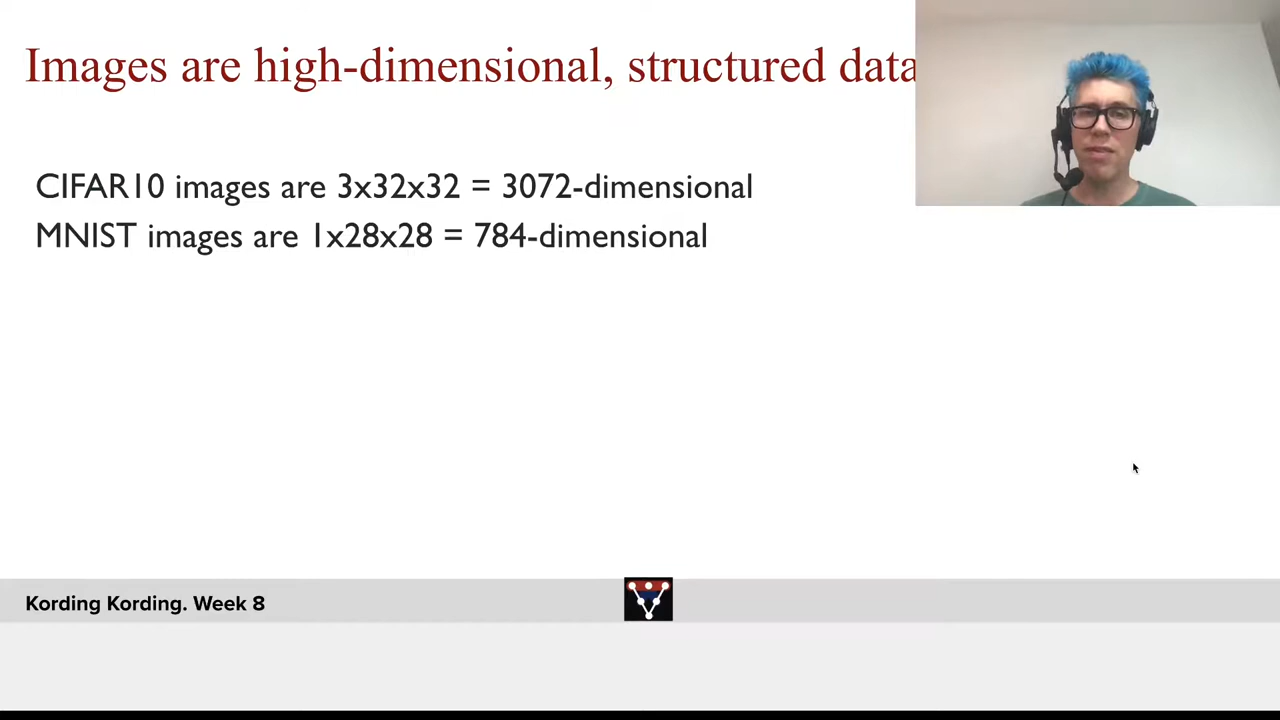 Images are high-dimensional, structured data
CIFAR10 images are 3x32x32 = 3072-dimensional
MNIST images are 1x28x28 = 784-dimensional
Kording Kording. Week 8